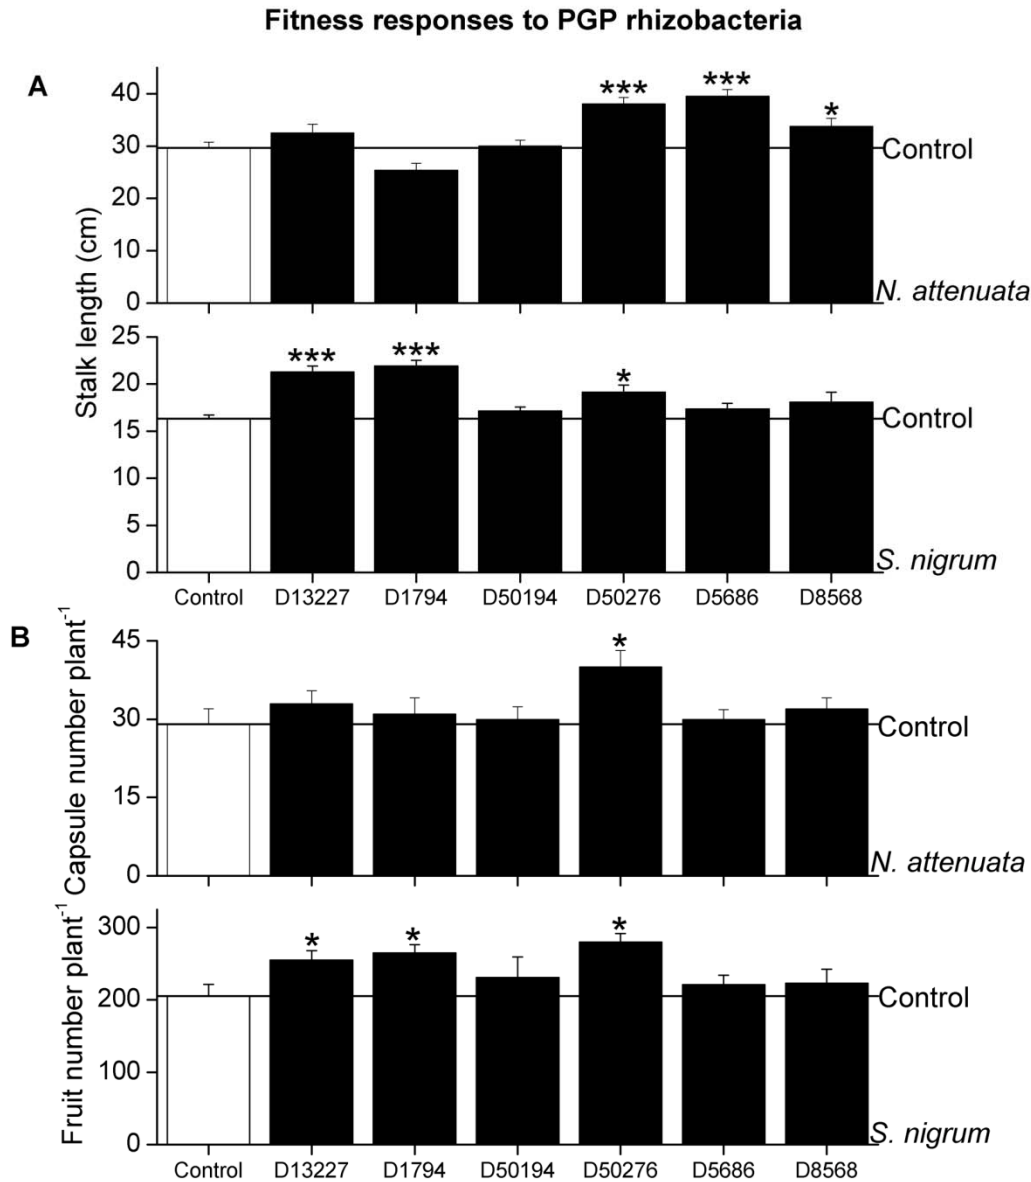 Fitness responses to PGP rhizobacteria
A
Stalk length (cm)
40
30
20
10
0
***
***
*
Control
N. attenuata
25
20
15
10
5
0
***
***
*
Control
S. nigrum
Control D13227 D1794 D50194 D50276 D5686 D8568
B
Capsule number plant⁻¹
45
30
15
0
*
Control
N. attenuata
Fruit number plant⁻¹
300
200
100
0
*
*
*
Control
S. nigrum
Control D13227 D1794 D50194 D50276 D5686 D8568